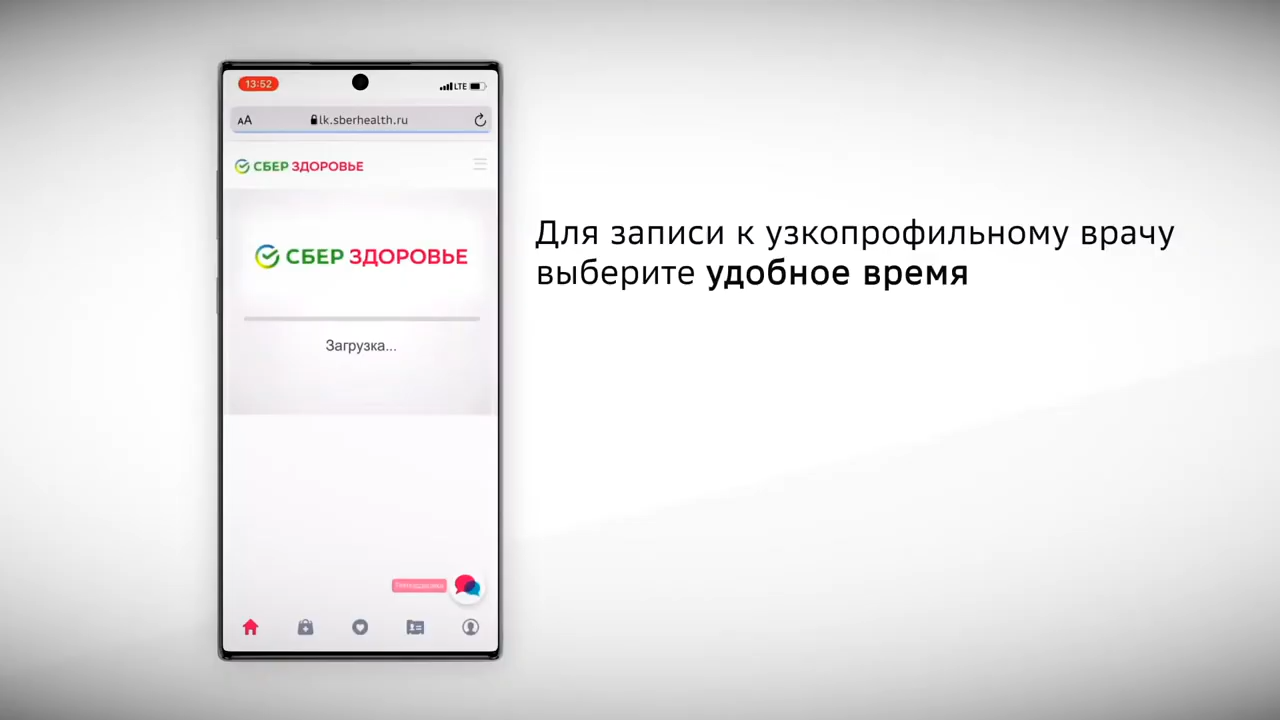 13:52
LTE
AA
lk.sberhealth.ru
СБЕР ЗДОРОВЬЕ
СБЕР ЗДОРОВЬЕ
Загрузка...
Для записи к узкопрофильному врачу
выберите удобное время